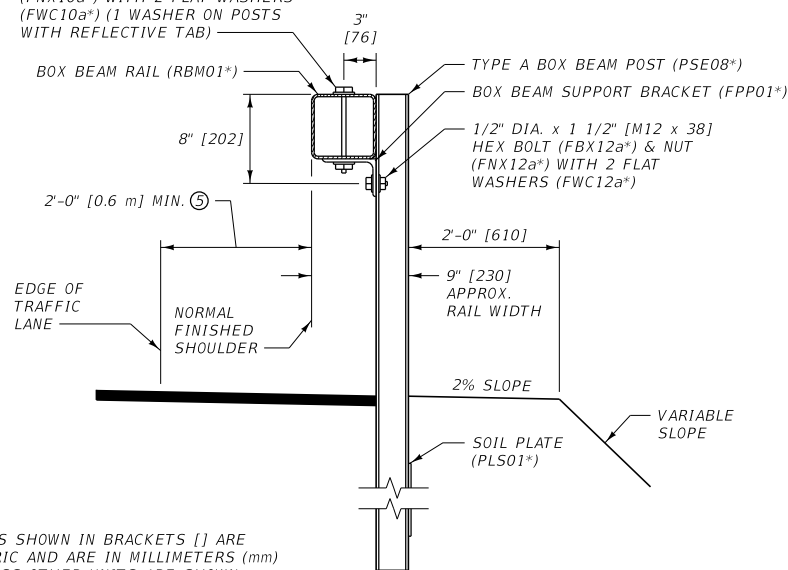 (FWC10a*) (1 WASHER ON POSTS
WITH REFLECTIVE TAB)
3"
[76]
BOX BEAM RAIL (RBM01*)
TYPE A BOX BEAM POST (PSE08*)
BOX BEAM SUPPORT BRACKET (FPP01*)
8" [202]
1/2" DIA. x 1 1/2" [M12 x 38]
HEX BOLT (FBX12a*) & NUT
(FNX12a*) WITH 2 FLAT
WASHERS (FWC12a*)
2'-0" [0.6 m] MIN. 5
2'-0" [610]
9" [230]
APPROX.
RAIL WIDTH
EDGE OF
TRAFFIC
LANE
NORMAL
FINISHED
SHOULDER
2% SLOPE
VARIABLE
SLOPE
SOIL PLATE
(PLS01*)
S SHOWN IN BRACKETS [] ARE
RIC AND ARE IN MILLIMETERS (mm)